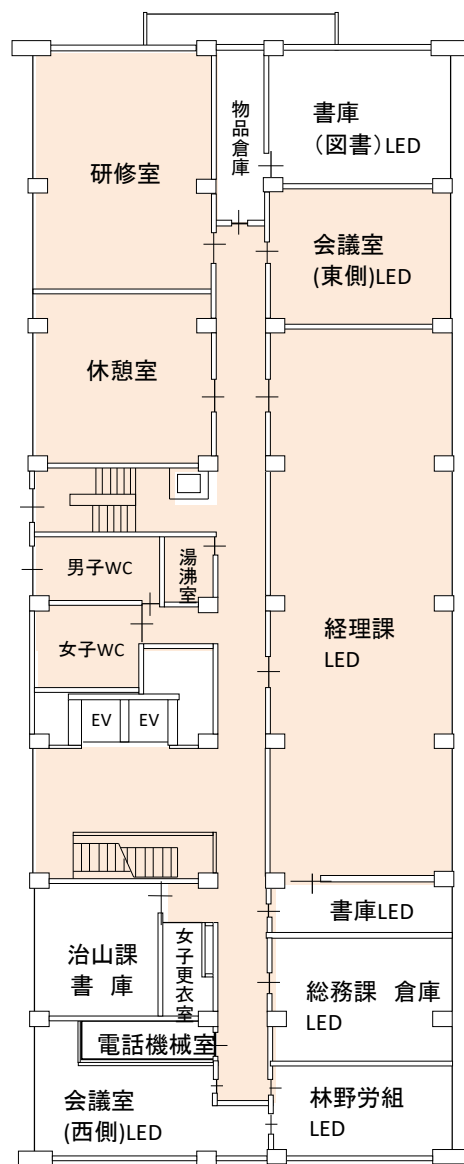 物品倉庫
書庫
（図書）LED
研修室
会議室
(東側)LED
休憩室
男子WC
湯沸室
女子WC
経理課
LED
EV
EV
書庫LED
治山課
書 庫
女子更衣室
総務課 倉庫
LED
電話機械室
会議室
(西側)LED
林野労組
LED